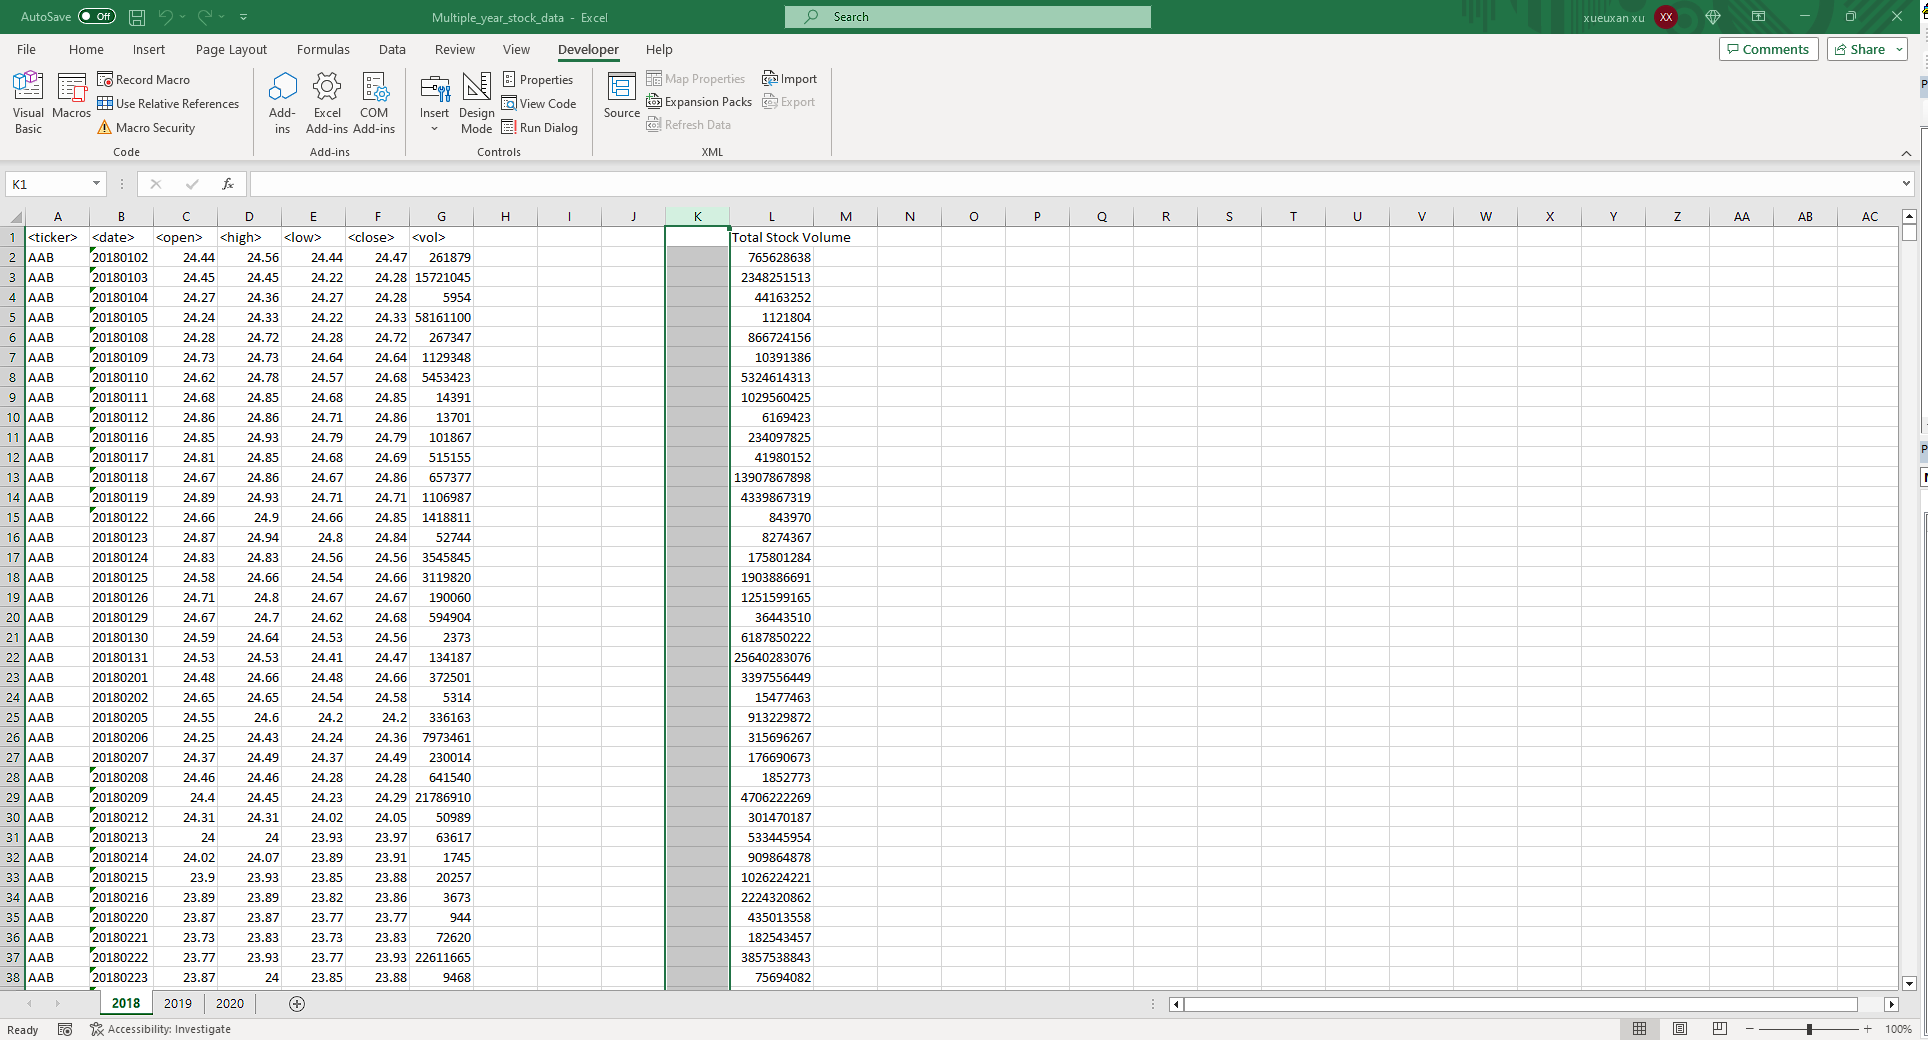 AutoSave Off Multiple_year_stock_data - Excel Search xueuxan xu XX
File Home Insert Page Layout Formulas Data Review View Developer Help Comments Share
Visual Basic Macros Record Macro Use Relative References Macro Security Code
Add-ins Excel Add-ins COM Add-ins Add-ins
Insert Design Mode Properties View Code Run Dialog Controls
Source Map Properties Expansion Packs Refresh Data Import Export XML
K1 fx
A B C D E F G H I J K L M N O P Q R S T U V W X Y Z AA AB AC
1 <ticker> <date> <open> <high> <low> <close> <vol> Total Stock Volume
2 AAB 20180102 24.44 24.56 24.44 24.47 261879 765628638
3 AAB 20180103 24.45 24.45 24.22 24.28 15721045 2348251513
4 AAB 20180104 24.27 24.36 24.27 24.28 5954 44163252
5 AAB 20180105 24.24 24.33 24.22 24.33 58161100 1121804
6 AAB 20180108 24.28 24.72 24.28 24.72 267347 866724156
7 AAB 20180109 24.73 24.73 24.64 24.64 1129348 10391386
8 AAB 20180110 24.62 24.78 24.57 24.68 5453423 5324614313
9 AAB 20180111 24.68 24.85 24.68 24.85 14391 1029560425
10 AAB 20180112 24.86 24.86 24.71 24.86 13701 6169423
11 AAB 20180116 24.85 24.93 24.79 24.79 101867 234097825
12 AAB 20180117 24.81 24.85 24.68 24.69 515155 41980152
13 AAB 20180118 24.67 24.86 24.67 24.86 657377 13907867898
14 AAB 20180119 24.89 24.93 24.71 24.71 1106987 4339867319
15 AAB 20180122 24.66 24.9 24.66 24.85 1418811 843970
16 AAB 20180123 24.87 24.94 24.8 24.84 52744 8274367
17 AAB 20180124 24.83 24.83 24.56 24.56 3545845 175801284
18 AAB 20180125 24.58 24.66 24.54 24.66 3119820 1903886691
19 AAB 20180126 24.71 24.8 24.67 24.67 190060 1251599165
20 AAB 20180129 24.67 24.7 24.62 24.68 594904 36443510
21 AAB 20180130 24.59 24.64 24.53 24.56 2373 6187850222
22 AAB 20180131 24.53 24.53 24.41 24.47 134187 25640283076
23 AAB 20180201 24.48 24.66 24.48 24.66 372501 3397556449
24 AAB 20180202 24.65 24.65 24.54 24.58 5314 15477463
25 AAB 20180205 24.55 24.6 24.2 24.2 336163 913229872
26 AAB 20180206 24.25 24.43 24.24 24.36 7973461 315696267
27 AAB 20180207 24.37 24.49 24.37 24.49 230014 176690673
28 AAB 20180208 24.46 24.46 24.28 24.28 641540 1852773
29 AAB 20180209 24.4 24.45 24.23 24.29 21786910 4706222269
30 AAB 20180212 24.31 24.31 24.02 24.05 50989 301470187
31 AAB 20180213 24 24 23.93 23.97 63617 533445954
32 AAB 20180214 24.02 24.07 23.89 23.91 1745 909864878
33 AAB 20180215 23.9 23.93 23.85 23.88 20257 1026224221
34 AAB 20180216 23.89 23.89 23.82 23.86 3673 2224320862
35 AAB 20180220 23.87 23.87 23.77 23.77 944 435013558
36 AAB 20180221 23.73 23.83 23.73 23.83 72620 182543457
37 AAB 20180222 23.77 23.93 23.77 23.93 22611665 3857538843
38 AAB 20180223 23.87 24 23.85 23.88 9468 75694082
2018 2019 2020
Ready Accessibility: Investigate 100%